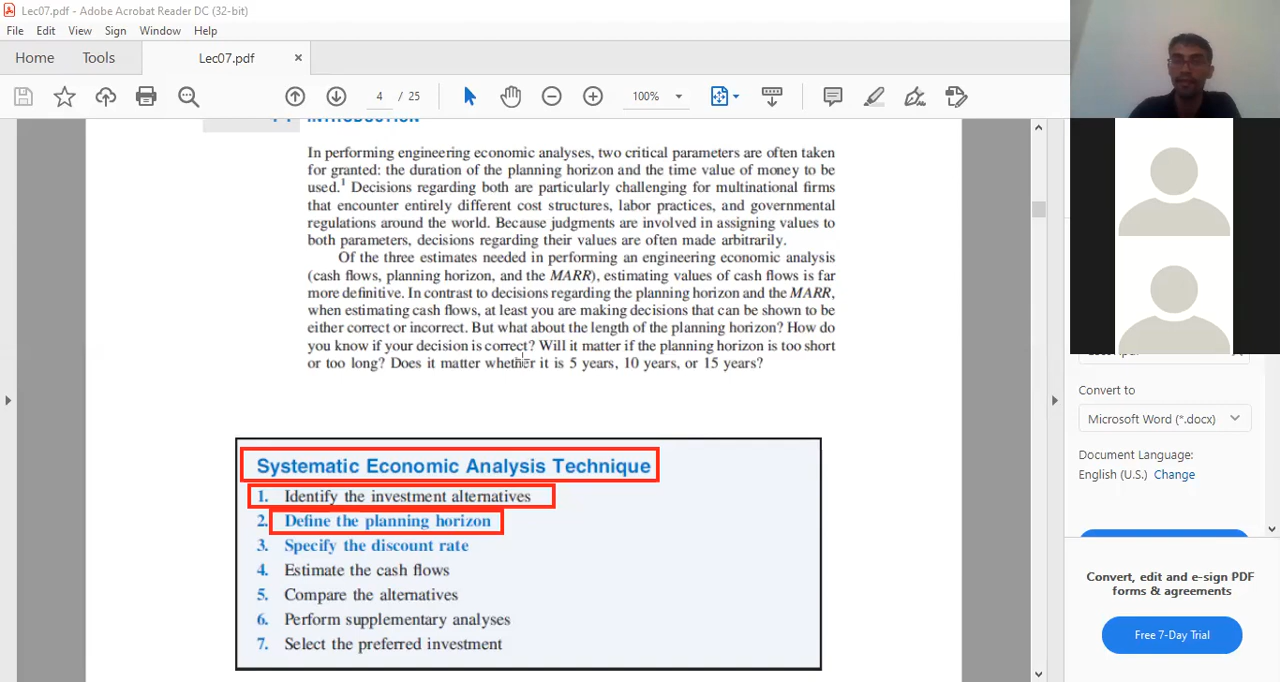 Lec07.pdf - Adobe Acrobat Reader DC (32-bit)
File Edit View Sign Window Help
Home Tools Lec07.pdf ×
4 / 25 100%
INTRODUCTION
In performing engineering economic analyses, two critical parameters are often taken
for granted: the duration of the planning horizon and the time value of money to be
used.1 Decisions regarding both are particularly challenging for multinational firms
that encounter entirely different cost structures, labor practices, and governmental
regulations around the world. Because judgments are involved in assigning values to
both parameters, decisions regarding their values are often made arbitrarily.
Of the three estimates needed in performing an engineering economic analysis
(cash flows, planning horizon, and the MARR), estimating values of cash flows is far
more definitive. In contrast to decisions regarding the planning horizon and the MARR,
when estimating cash flows, at least you are making decisions that can be shown to be
either correct or incorrect. But what about the length of the planning horizon? How do
you know if your decision is correct? Will it matter if the planning horizon is too short
or too long? Does it matter whether it is 5 years, 10 years, or 15 years?
Systematic Economic Analysis Technique
1. Identify the investment alternatives
2. Define the planning horizon
3. Specify the discount rate
4. Estimate the cash flows
5. Compare the alternatives
6. Perform supplementary analyses
7. Select the preferred investment
Convert to
Microsoft Word (*.docx)
Document Language:
English (U.S.) Change
Convert, edit and e-sign PDF
forms & agreements
Free 7-Day Trial